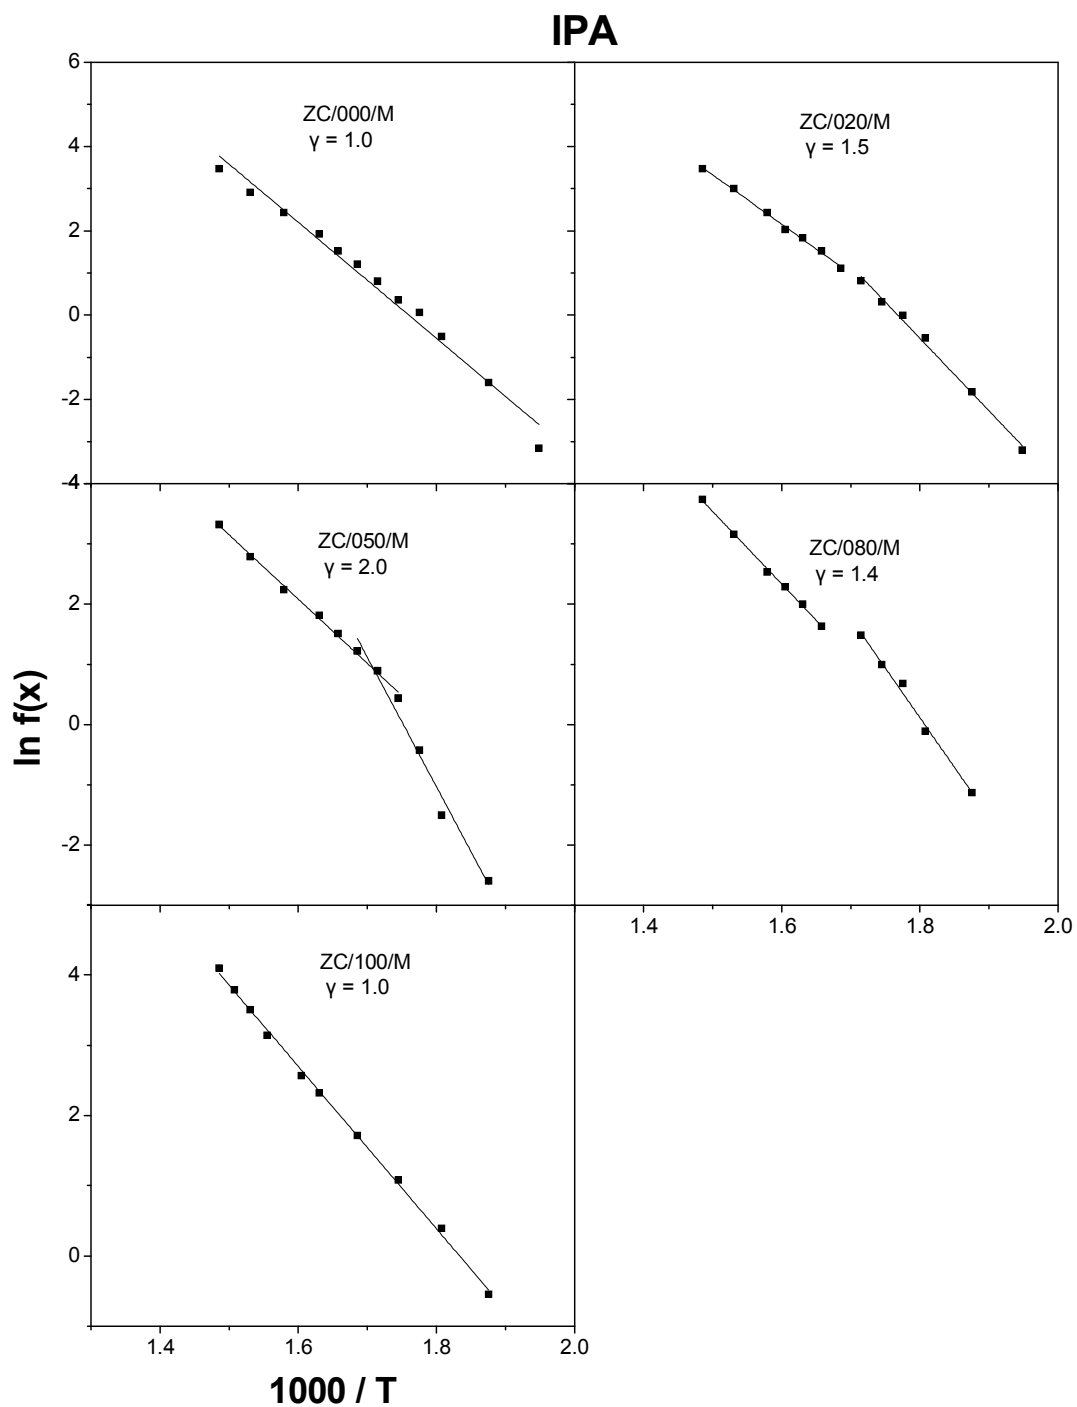 IPA
6
4
2
0
-2
-4
ZC/000/M
γ = 1.0
ZC/020/M
γ = 1.5
2
0
-2
ZC/050/M
γ = 2.0
ZC/080/M
γ = 1.4
ln f(x)
1.4 1.6 1.8 2.0
4
2
0
ZC/100/M
γ = 1.0
1.4 1.6 1.8 2.0
1000 / T